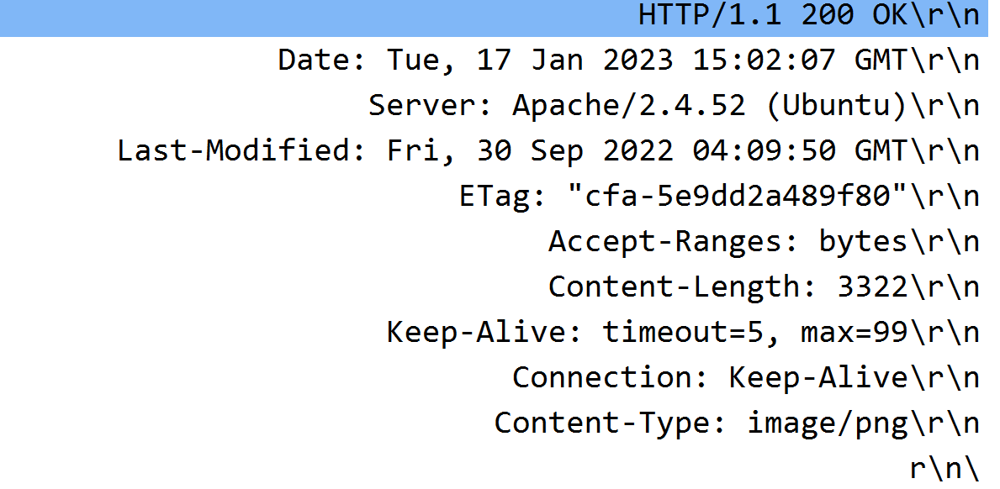 HTTP/1.1 200 OK\r\n
Date: Tue, 17 Jan 2023 15:02:07 GMT\r\n
Server: Apache/2.4.52 (Ubuntu)\r\n
Last-Modified: Fri, 30 Sep 2022 04:09:50 GMT\r\n
ETag: "cfa-5e9dd2a489f80"\r\n
Accept-Ranges: bytes\r\n
Content-Length: 3322\r\n
Keep-Alive: timeout=5, max=99\r\n
Connection: Keep-Alive\r\n
Content-Type: image/png\r\n
r\n\